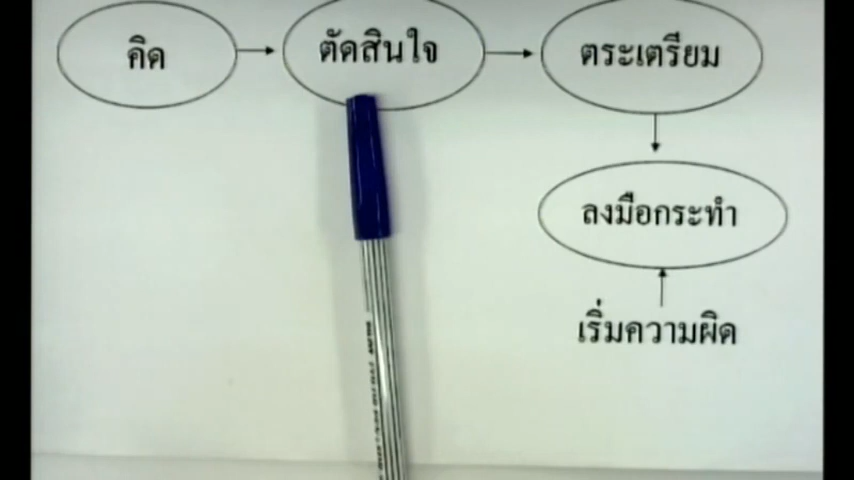 คิด
ตัดสินใจ
ตระเตรียม
ลงมือกระทำ
เริ่มความผิด